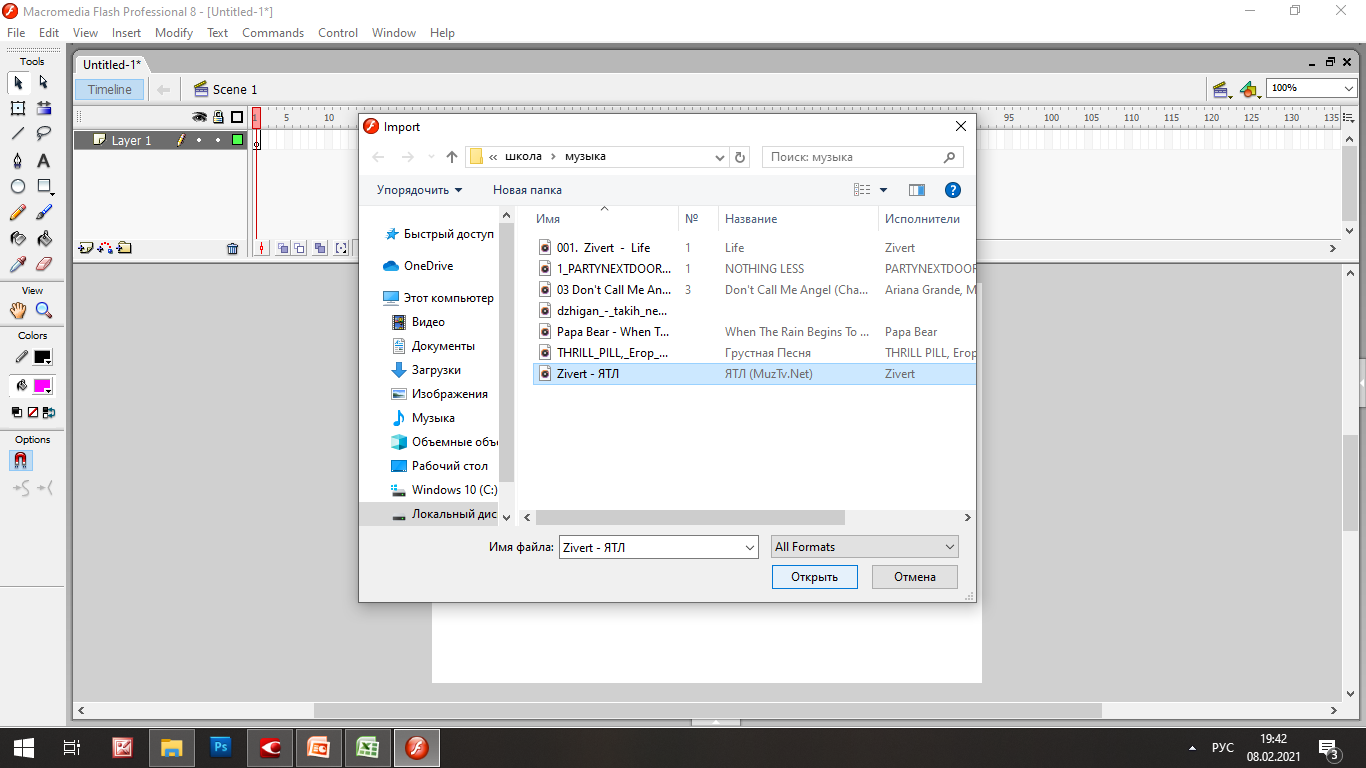 Macromedia Flash Professional 8 - [Untitled-1*]
File Edit View Insert Modify Text Commands Control Window Help
Tools
Untitled-1*
Timeline
Scene 1
100%
1 5 10 95 100 105 110 115 120 125 130 135
Layer 1
View
Colors
Options
Import
« школа › музыка
Поиск: музыка
Упорядочить
Новая папка
Быстрый доступ
OneDrive
Этот компьютер
Видео
Документы
Загрузки
Изображения
Музыка
Объемные объ
Рабочий стол
Windows 10 (C:)
Локальный дис
Имя № Название Исполнители
001. Zivert - Life 1 Life Zivert
1_PARTYNEXTDOOR... 1 NOTHING LESS PARTYNEXTDOOR
03 Don't Call Me An... 3 Don't Call Me Angel (Cha... Ariana Grande, M
dzhigan_-_takih_ne...
Papa Bear - When T... When The Rain Begins To ... Papa Bear
THRILL_PILL,_Егор_... Грустная Песня THRILL PILL, Егор
Zivert - ЯТЛ ЯТЛ (MuzTv.Net) Zivert
Имя файла: Zivert - ЯТЛ All Formats
Открыть Отмена
Ps
РУС
19:42
08.02.2021
3